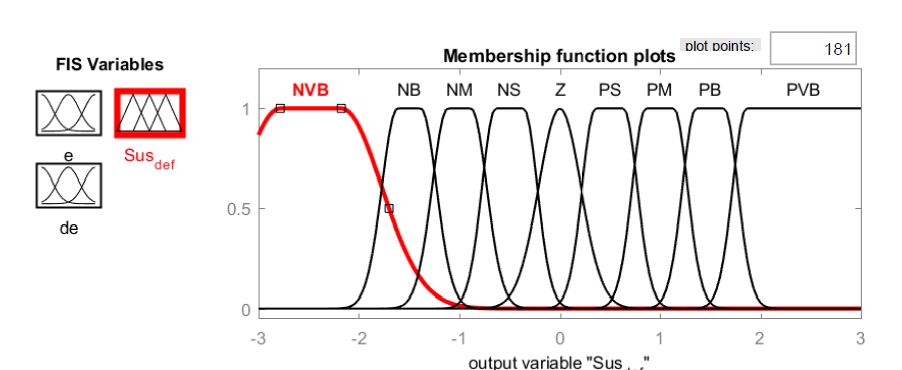 plot points:
181
Membership function plots
FIS Variables
NVB NB NM NS Z PS PM PB PVB
1
e
Sus def
0.5
de
0
-3 -2 -1 0 1 2 3
output variable "Sus